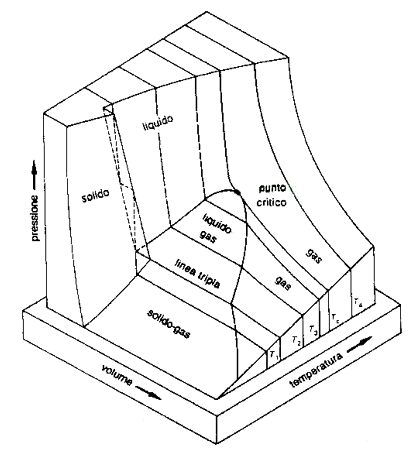 liquido
solido
punto
critico
pressione
liquido
gas
gas
linea tripla
gas
solido-gas
T₁
T₂
T₃
T꜀
T₄
volume
temperatura